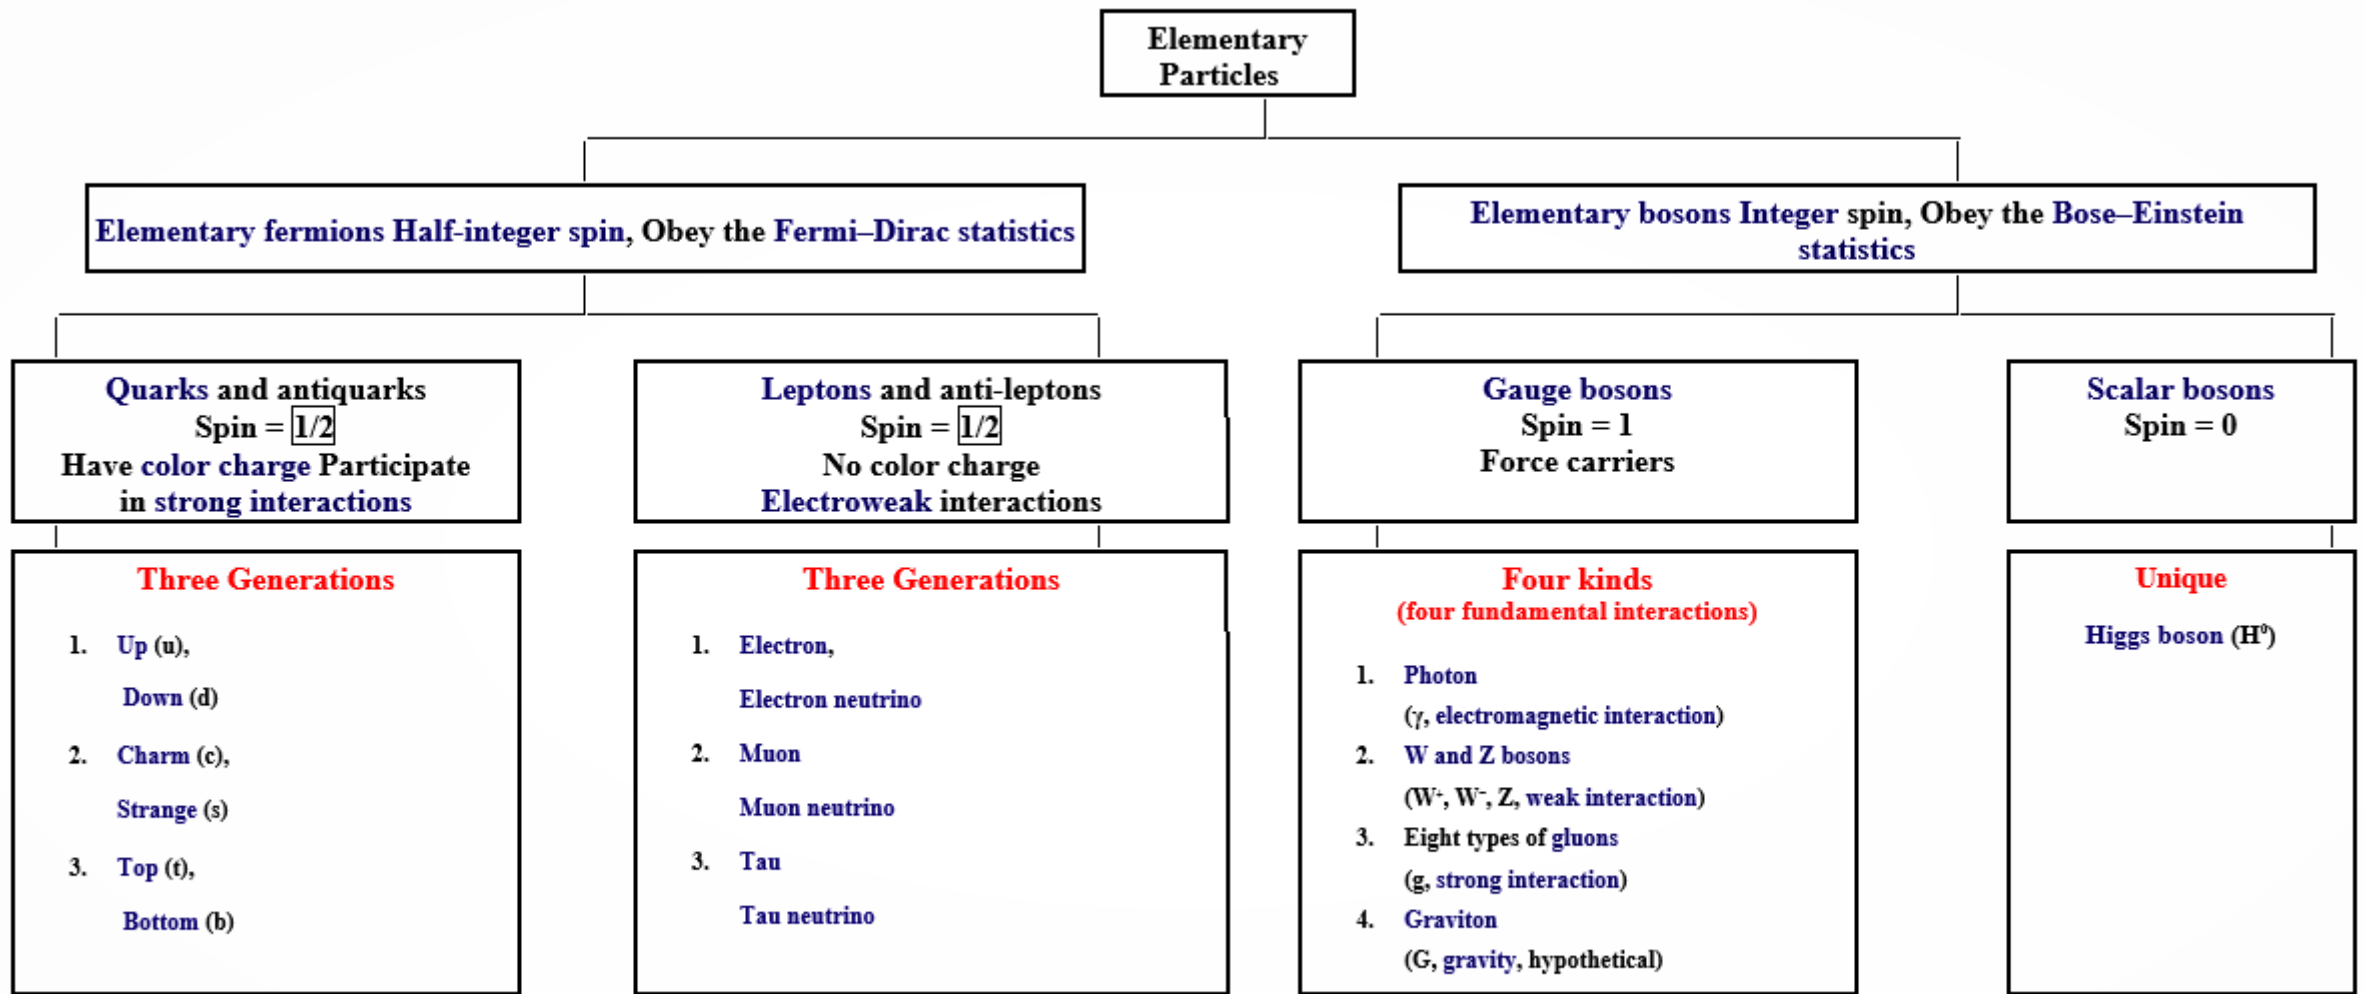 Elementary
Particles
Elementary fermions Half-integer spin, Obey the Fermi–Dirac statistics
Elementary bosons Integer spin, Obey the Bose–Einstein
statistics
Quarks and antiquarks
Spin = 1/2
Have color charge Participate
in strong interactions
Leptons and anti-leptons
Spin = 1/2
No color charge
Electroweak interactions
Gauge bosons
Spin = 1
Force carriers
Scalar bosons
Spin = 0
Three Generations
1. Up (u),
Down (d)
2. Charm (c),
Strange (s)
3. Top (t),
Bottom (b)
Three Generations
1. Electron,
Electron neutrino
2. Muon
Muon neutrino
3. Tau
Tau neutrino
Four kinds
(four fundamental interactions)
1. Photon
(γ, electromagnetic interaction)
2. W and Z bosons
(W⁺, W⁻, Z, weak interaction)
3. Eight types of gluons
(g, strong interaction)
4. Graviton
(G, gravity, hypothetical)
Unique
Higgs boson (H⁰)